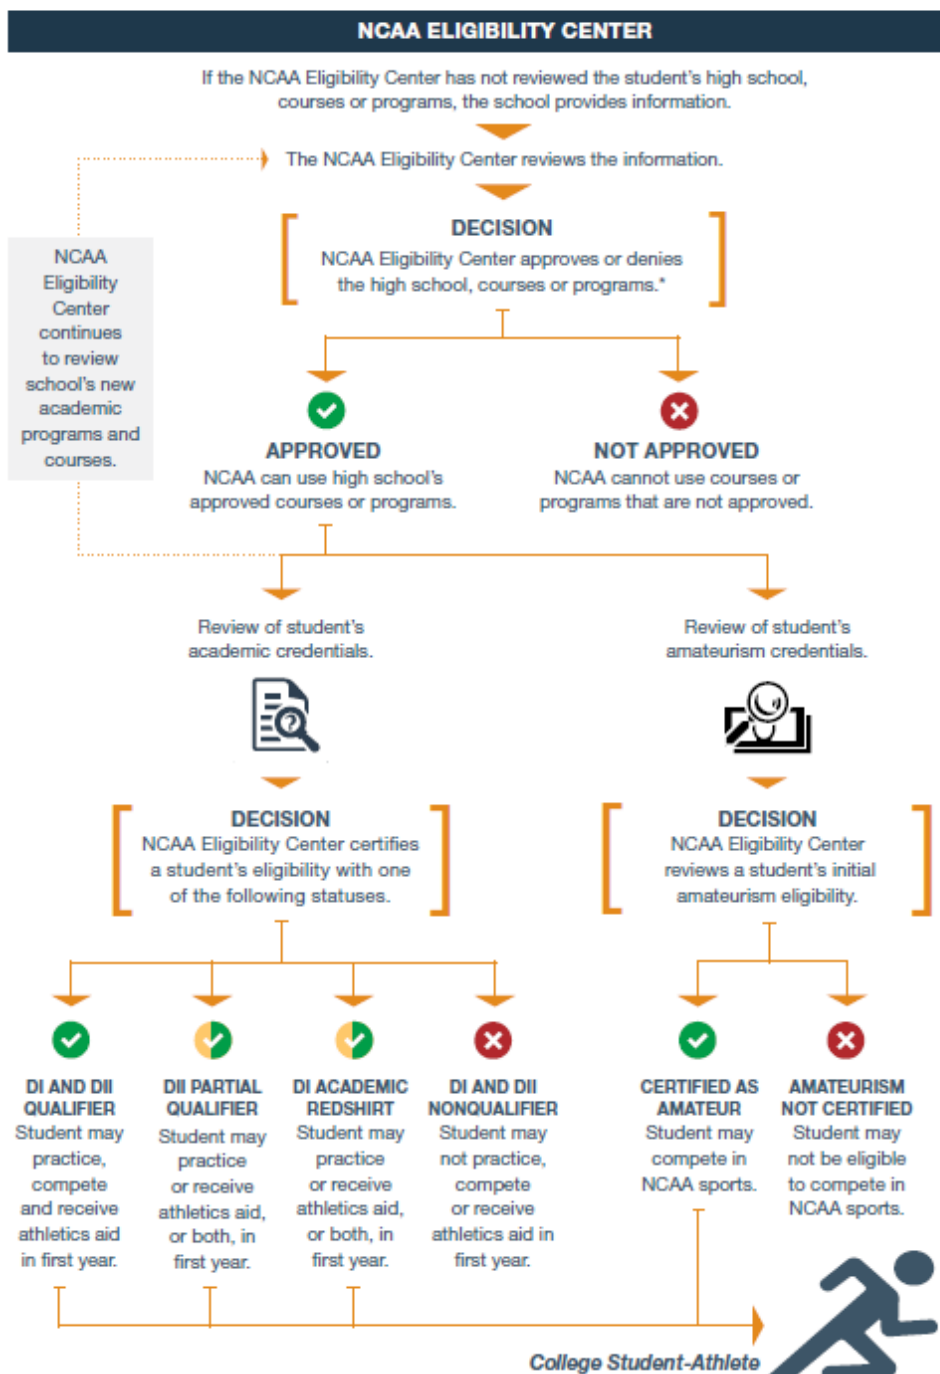 NCAA ELIGIBILITY CENTER
If the NCAA Eligibility Center has not reviewed the student's high school,
courses or programs, the school provides information.
The NCAA Eligibility Center reviews the information.
DECISION
NCAA Eligibility Center approves or denies
the high school, courses or programs.*
NCAA
Eligibility
Center
continues
to review
school's new
academic
programs and
courses.
APPROVED
NCAA can use high school's
approved courses or programs.
NOT APPROVED
NCAA cannot use courses or
programs that are not approved.
Review of student's
academic credentials.
Review of student's
amateurism credentials.
?
DECISION
NCAA Eligibility Center certifies
a student's eligibility with one
of the following statuses.
DECISION
NCAA Eligibility Center
reviews a student's initial
amateurism eligibility.
DI AND DII
QUALIFIER
Student may
practice,
compete
and receive
athletics aid
in first year.
DII PARTIAL
QUALIFIER
Student may
practice
or receive
athletics aid,
or both, in
first year.
DI ACADEMIC
REDSHIRT
Student may
practice
or receive
athletics aid,
or both, in
first year.
DI AND DII
NONQUALIFIER
Student may
not practice,
compete
or receive
athletics aid in
first year.
CERTIFIED AS
AMATEUR
Student may
compete in
NCAA sports.
AMATEURISM
NOT CERTIFIED
Student may
not be eligible
to compete in
NCAA sports.
College Student-Athlete